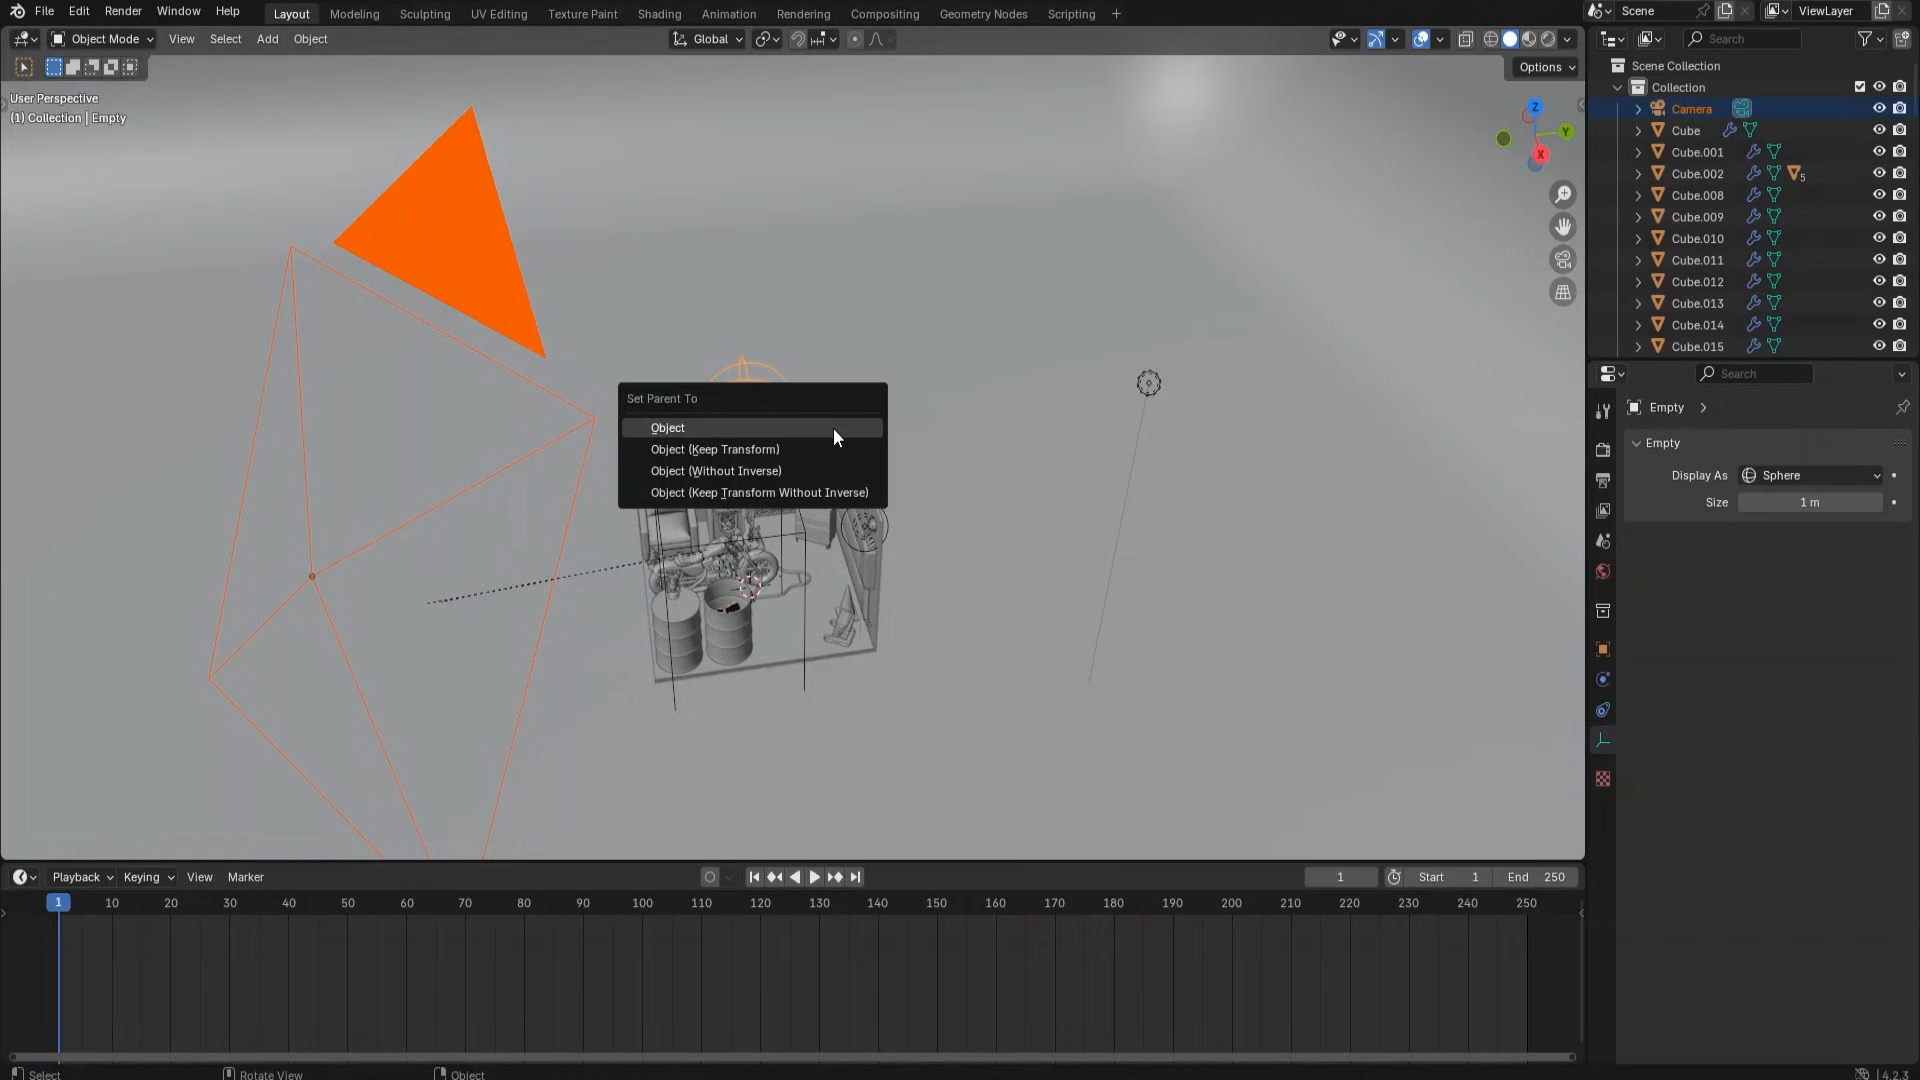 File Edit Render Window Help Layout Modeling Sculpting UV Editing Texture Paint Shading Animation Rendering Compositing Geometry Nodes Scripting + Scene ViewLayer
Object Mode View Select Add Object Global Search
Options
User Perspective
(1) Collection | Empty
Z
Y
X
Scene Collection
Collection
Camera
Cube
Cube.001
Cube.002 5
Cube.008
Cube.009
Cube.010
Cube.011
Cube.012
Cube.013
Cube.014
Cube.015
Set Parent To
Object
Object (Keep Transform)
Object (Without Inverse)
Object (Keep Transform Without Inverse)
Search
Empty
Empty
Display As Sphere
Size 1 m
Playback Keying View Marker 1 Start 1 End 250
1 10 20 30 40 50 60 70 80 90 100 110 120 130 140 150 160 170 180 190 200 210 220 230 240 250
Select Rotate View Object 4.2.3